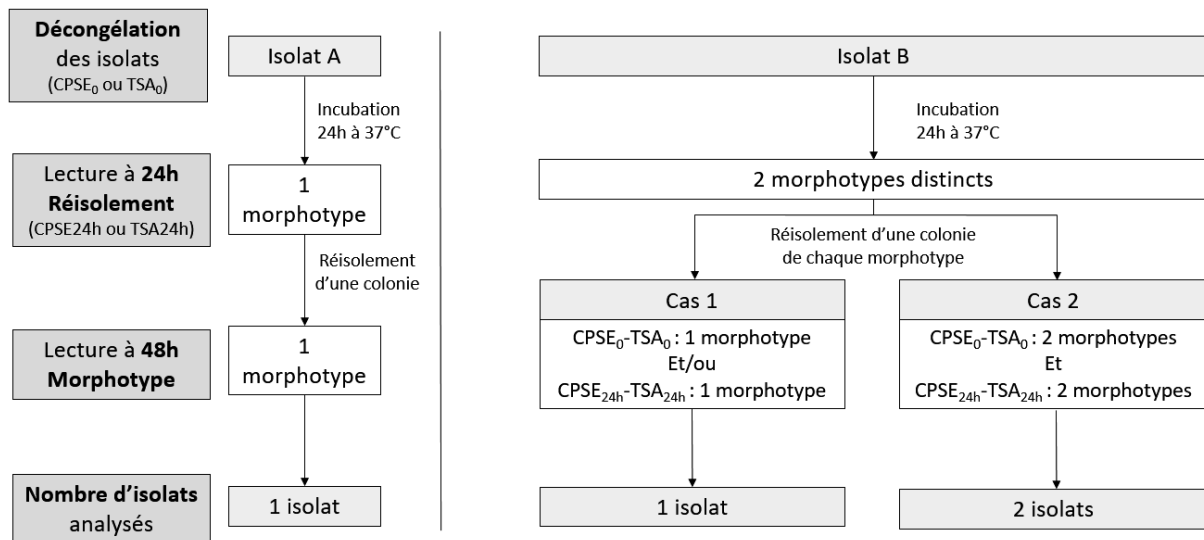 Décongélation
des isolats
(CPSE₀ ou TSA₀)
Isolat A
Isolat B
Incubation
24h à 37°C
Incubation
24h à 37°C
Lecture à 24h
Réisolement
(CPSE24h ou TSA24h)
1
morphotype
2 morphotypes distincts
Réisolement
d’une colonie
Réisolement d’une colonie
de chaque morphotype
Lecture à 48h
Morphotype
1
morphotype
Cas 1
CPSE₀-TSA₀ : 1 morphotype
Et/ou
CPSE24h-TSA24h : 1 morphotype
Cas 2
CPSE₀-TSA₀ : 2 morphotypes
Et
CPSE24h-TSA24h : 2 morphotypes
Nombre d’isolats
analysés
1 isolat
1 isolat
2 isolats